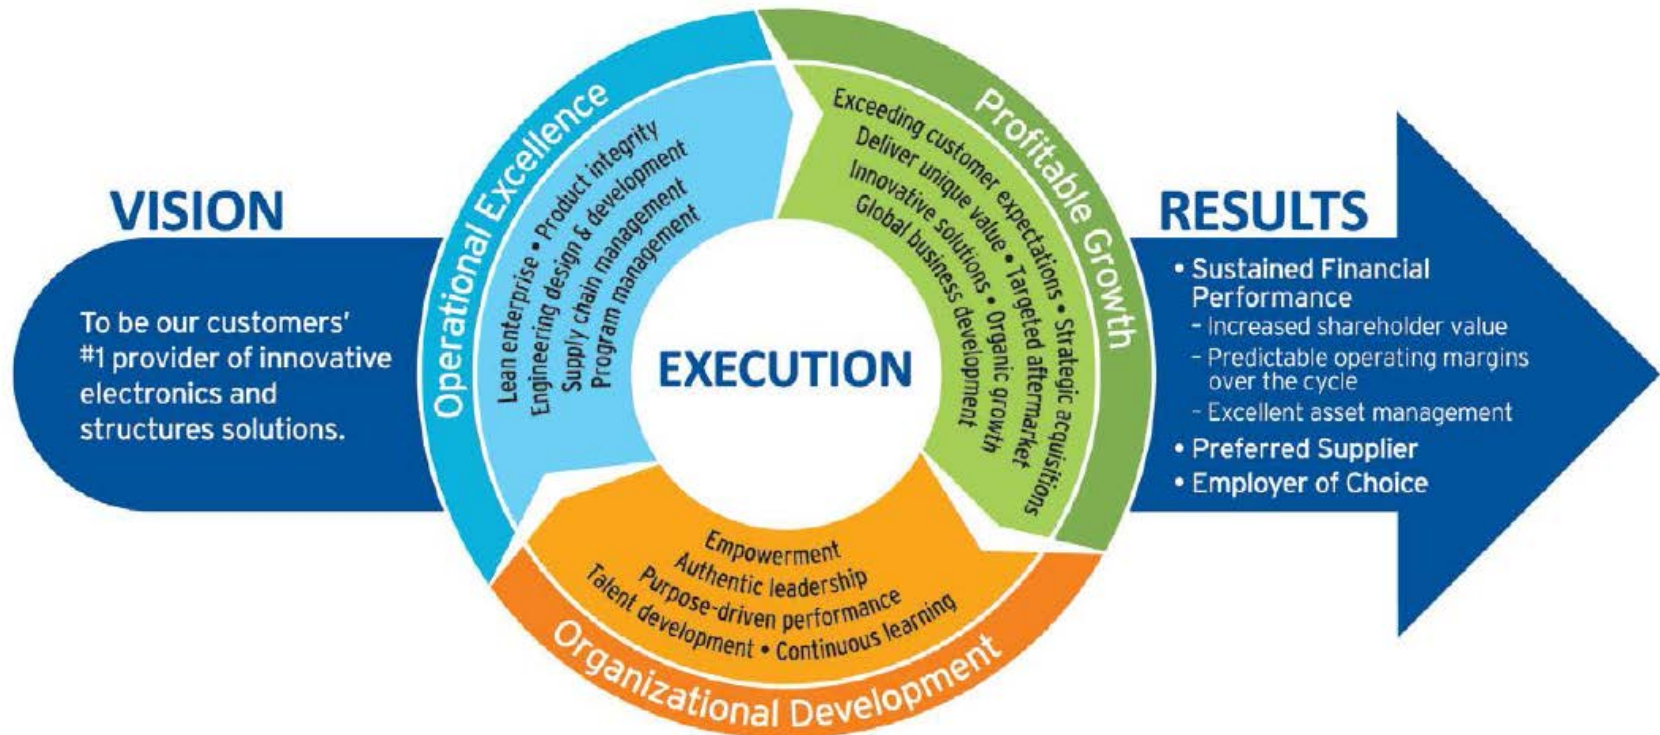 VISION
To be our customers'
#1 provider of innovative
electronics and
structures solutions.
Operational Excellence
Lean enterprise • Product integrity
Engineering design & development
Supply chain management
Program management
EXECUTION
Profitable Growth
Exceeding customer expectations • Strategic acquisitions
Deliver unique value • Targeted aftermarket
Innovative solutions • Organic growth
Global business development
Empowerment
Authentic leadership
Purpose-driven performance
Talent development • Continuous learning
Organizational Development
RESULTS
• Sustained Financial
Performance
- Increased shareholder value
- Predictable operating margins
over the cycle
- Excellent asset management
• Preferred Supplier
• Employer of Choice